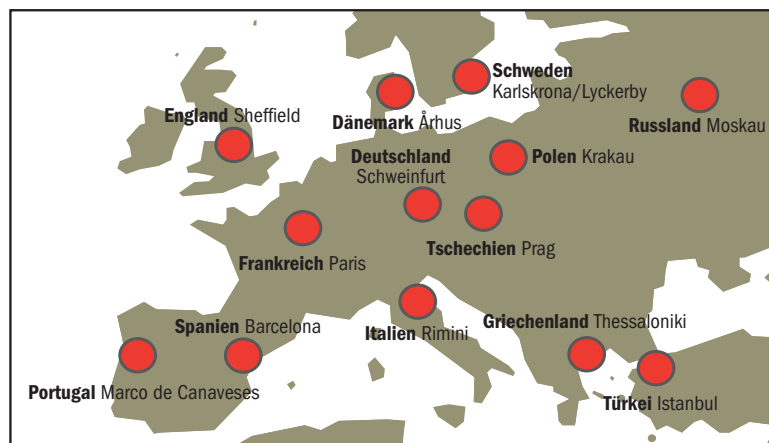 Schweden
Karlskrona/Lyckerby
England Sheffield
Dänemark Århus
Russland Moskau
Deutschland
Schweinfurt
Polen Krakau
Tschechien Prag
Frankreich Paris
Spanien Barcelona
Italien Rimini
Griechenland Thessaloniki
Portugal Marco de Canaveses
Türkei Istanbul